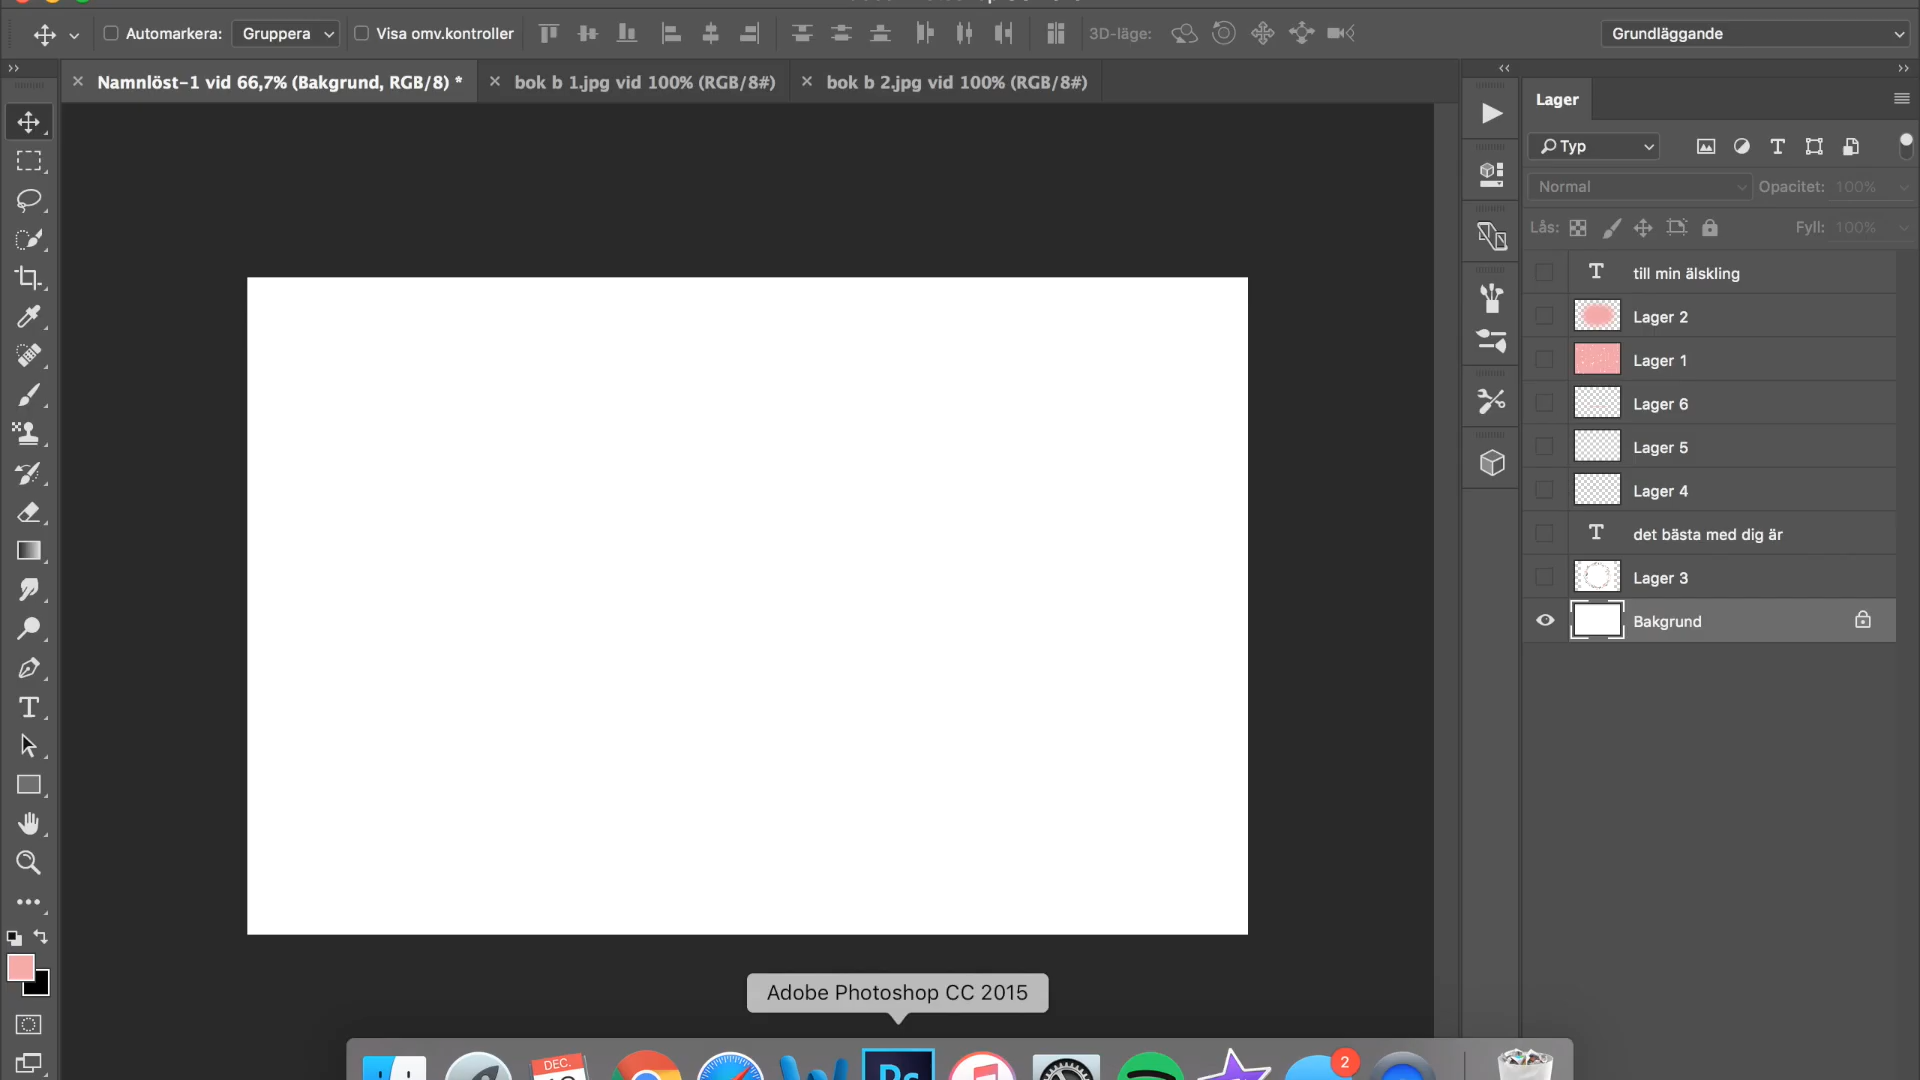 Automarkera: Gruppera Visa omv.kontroller 3D-läge: Grundläggande
Namnlöst-1 vid 66,7% (Bakgrund, RGB/8) * bok b 1.jpg vid 100% (RGB/8#) bok b 2.jpg vid 100% (RGB/8#)
Lager
Typ
Normal Opacitet: 100%
Lås: Fyll: 100%
till min älskling
Lager 2
Lager 1
Lager 6
Lager 5
Lager 4
det bästa med dig är
Lager 3
Bakgrund
Adobe Photoshop CC 2015
DEC.
2